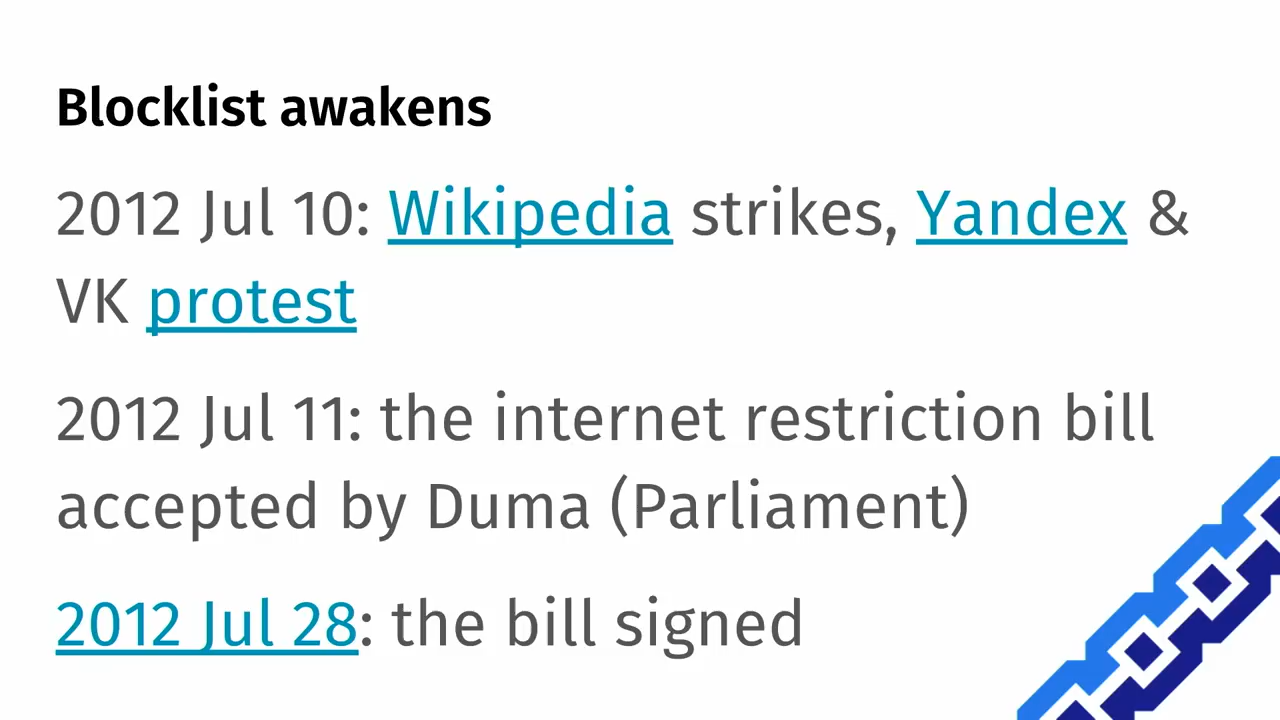 Blocklist awakens
2012 Jul 10: Wikipedia strikes, Yandex &
VK protest
2012 Jul 11: the internet restriction bill
accepted by Duma (Parliament)
2012 Jul 28: the bill signed